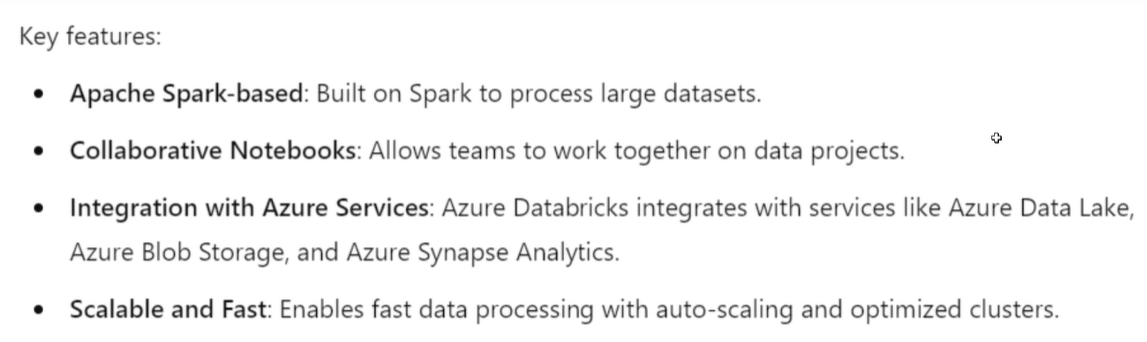 Key features:
• Apache Spark-based: Built on Spark to process large datasets.
• Collaborative Notebooks: Allows teams to work together on data projects.
• Integration with Azure Services: Azure Databricks integrates with services like Azure Data Lake,
Azure Blob Storage, and Azure Synapse Analytics.
• Scalable and Fast: Enables fast data processing with auto-scaling and optimized clusters.